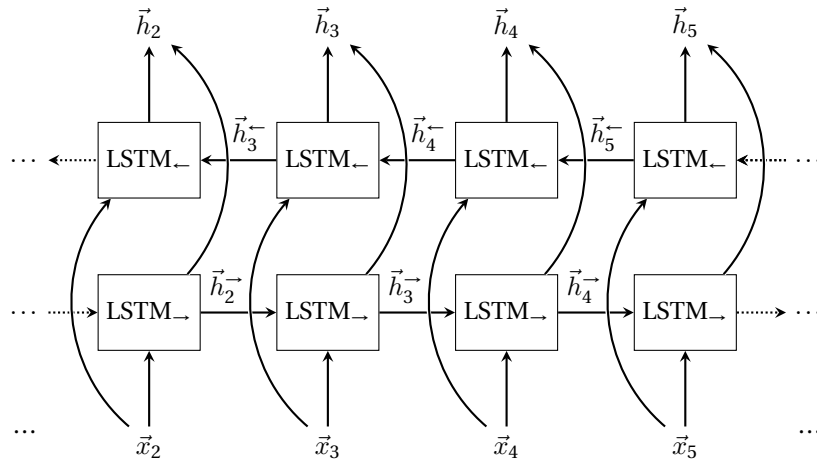 h⃗₂ h⃗₃ h⃗₄ h⃗₅
h⃗₃← h⃗₄← h⃗₅←
... LSTM← LSTM← LSTM← LSTM← ...
h⃗₂→ h⃗₃→ h⃗₄→
... LSTM→ LSTM→ LSTM→ LSTM→ ...
... x⃗₂ x⃗₃ x⃗₄ x⃗₅ ...